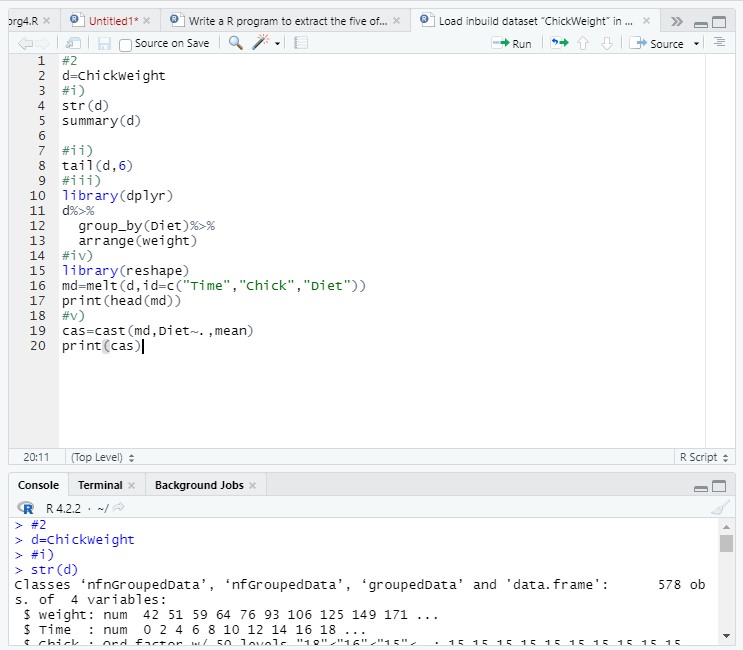 org4.R
Untitled1*
Write a R program to extract the five of...
Load inbuild dataset “ChickWeight” in ...
Source on Save
Run
Source
1 #2
2 d=ChickWeight
3 #i)
4 str(d)
5 summary(d)
6
7 #ii)
8 tail(d,6)
9 #iii)
10 library(dplyr)
11 d%>%
12 group_by(Diet)%>%
13 arrange(weight)
14 #iv)
15 library(reshape)
16 md=melt(d,id=c("Time","Chick","Diet"))
17 print(head(md))
18 #v)
19 cas=cast(md,Diet~.,mean)
20 print(cas)
20:11 (Top Level) R Script
Console Terminal Background Jobs
R 4.2.2 · ~/
> #2
> d=ChickWeight
> #i)
> str(d)
Classes ‘nfnGroupedData’, ‘nfGroupedData’, ‘groupedData’ and 'data.frame': 578 ob
s. of 4 variables:
$ weight: num 42 51 59 64 76 93 106 125 149 171 ...
$ Time : num 0 2 4 6 8 10 12 14 16 18 ...
$ Chick : Ord.factor w/ 50 levels "18"<"16"<"15"<..: 15 15 15 15 15 15 15 15 15 15